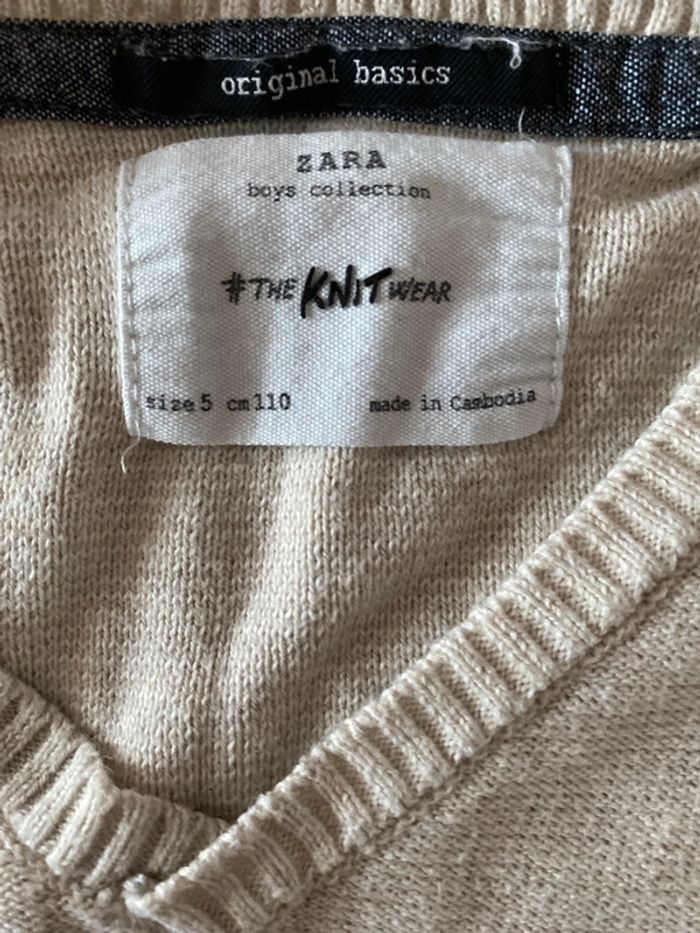 original basics
ZARA
boys collection
#THE KNIT WEAR
size 5 cm 110
made in Cambodia